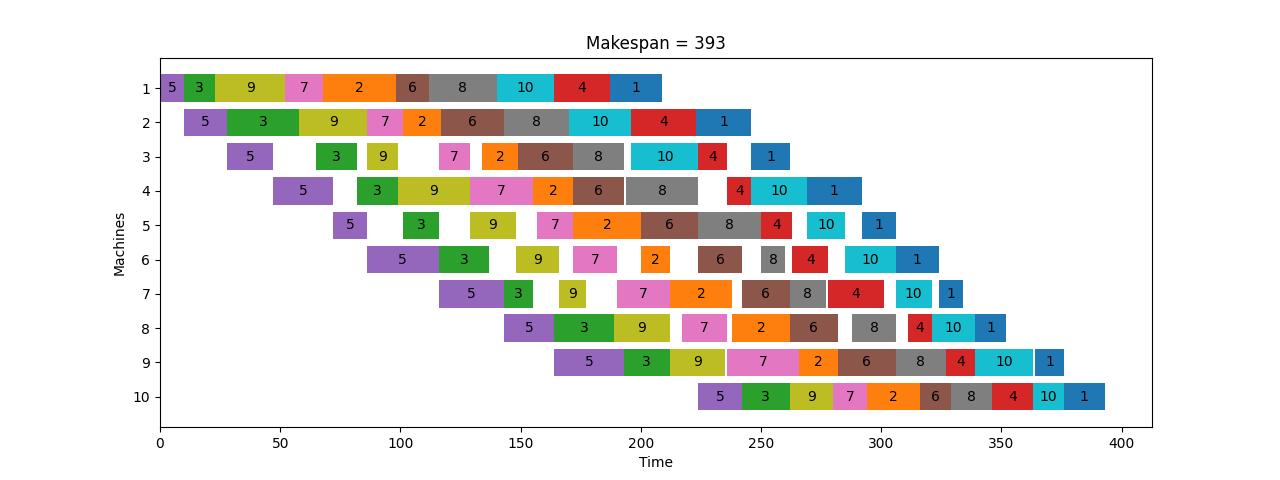 Makespan = 393
Machines
1 5 3 9 7 2 6 8 10 4 1
2 5 3 9 7 2 6 8 10 4 1
3 5 3 9 7 2 6 8 10 4 1
4 5 3 9 7 2 6 8 4 10 1
5 5 3 9 7 2 6 8 4 10 1
6 5 3 9 7 2 6 8 4 10 1
7 5 3 9 7 2 6 8 4 10 1
8 5 3 9 7 2 6 8 4 10 1
9 5 3 9 7 2 6 8 4 10 1
10 5 3 9 7 2 6 8 4 10 1
0 50 100 150 200 250 300 350 400
Time